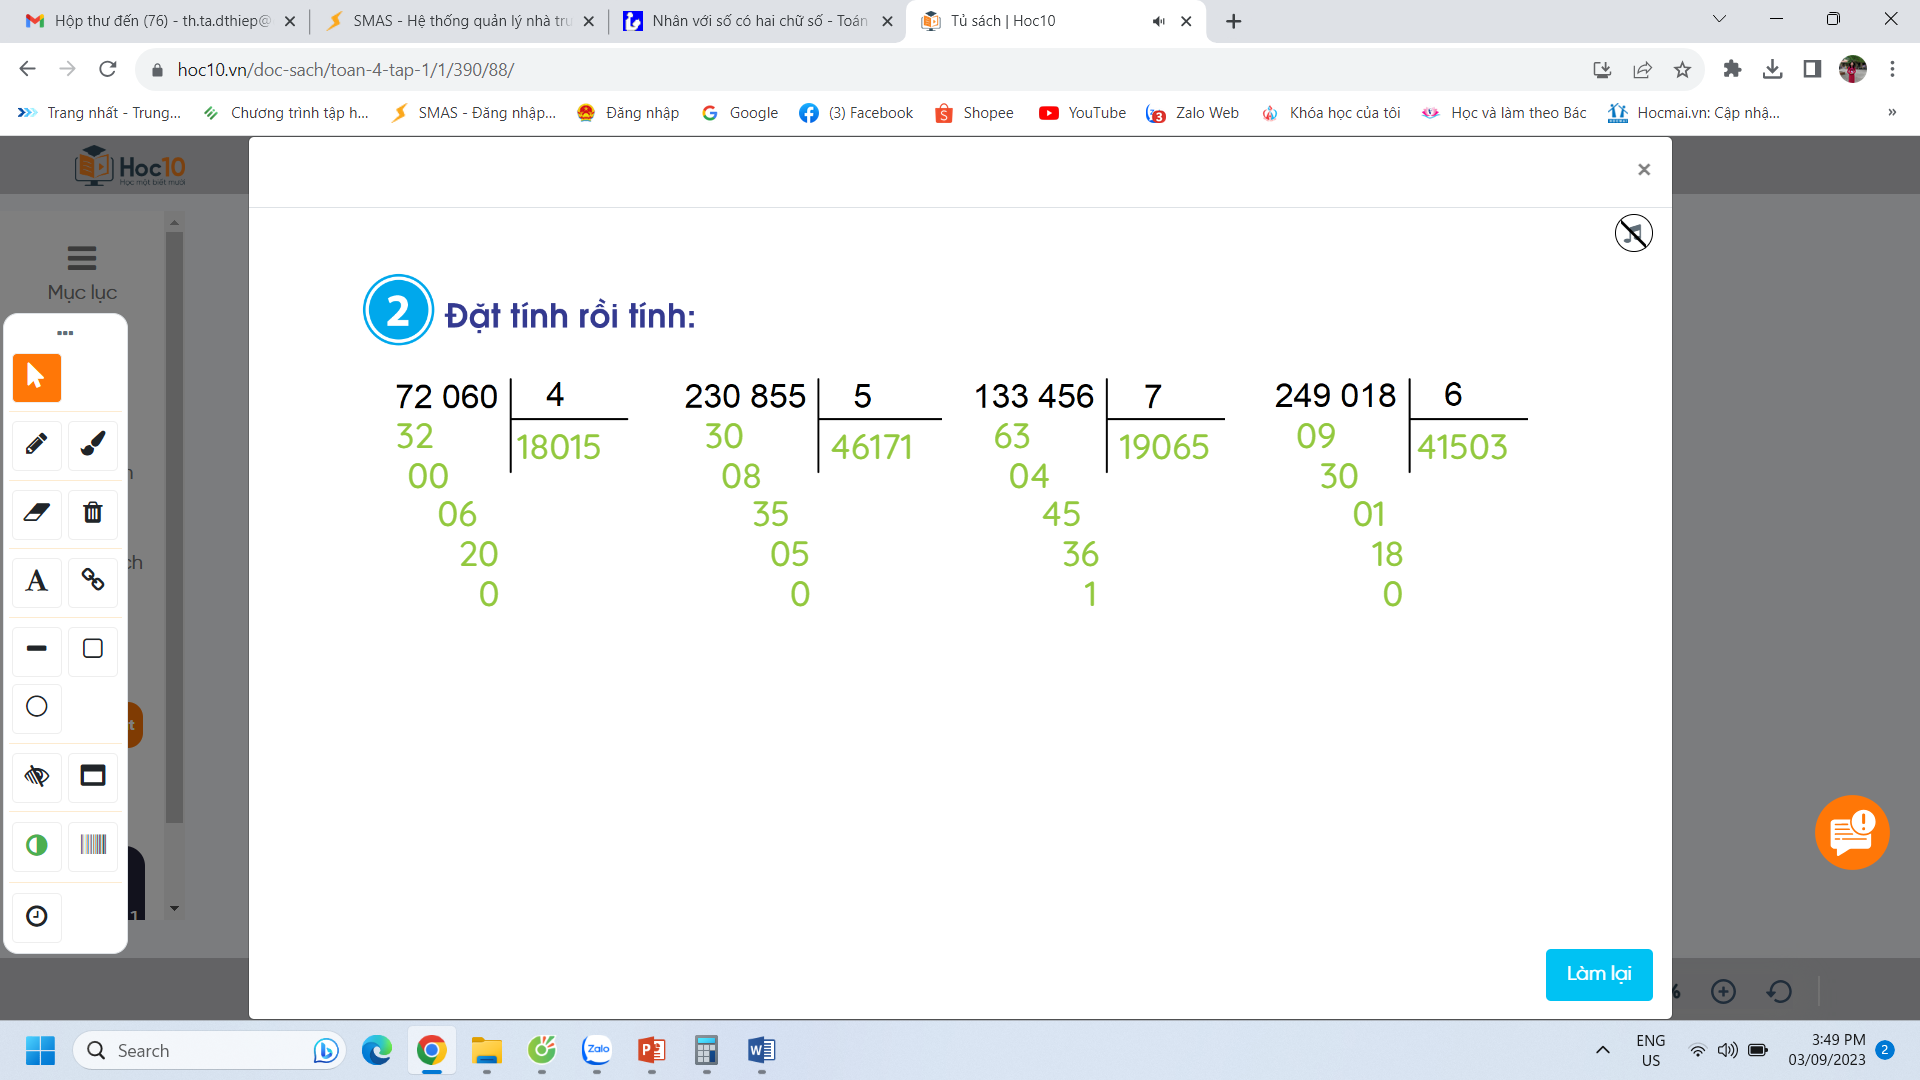 Hộp thư đến (76) - th.ta.dthiep@
SMAS - Hệ thống quản lý nhà trư
Nhân với số có hai chữ số - Toán
Tủ sách | Hoc10
hoc10.vn/doc-sach/toan-4-tap-1/1/390/88/
Trang nhất - Trung...
Chương trình tập h...
SMAS - Đăng nhập...
Đăng nhập
Google
(3) Facebook
Shopee
YouTube
Zalo Web
Khóa học của tôi
Học và làm theo Bác
Hocmai.vn: Cập nhậ...
»
Hoc10
Học một biết mười
Mục lục
2 Đặt tính rồi tính:
72 060 4
32 18015
00
06
20
0
230 855 5
30 46171
08
35
05
0
133 456 7
63 19065
04
45
36
1
249 018 6
09 41503
30
01
18
0
A
Làm lại
Search
Zalo
ENG
US
3:49 PM
03/09/2023
2